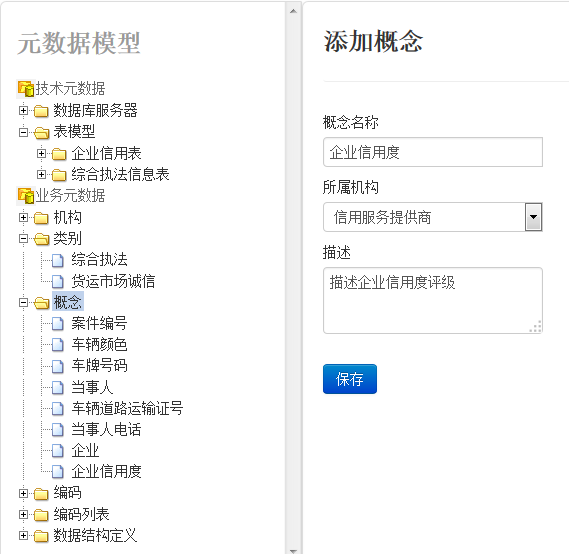 元数据模型
技术元数据
数据库服务器
表模型
企业信用表
综合执法信息表
业务元数据
机构
类别
综合执法
货运市场诚信
概念
案件编号
车辆颜色
车牌号码
当事人
车辆道路运输证号
当事人电话
企业
企业信用度
编码
编码列表
数据结构定义
添加概念
概念名称
企业信用度
所属机构
信用服务提供商
描述
描述企业信用度评级
保存